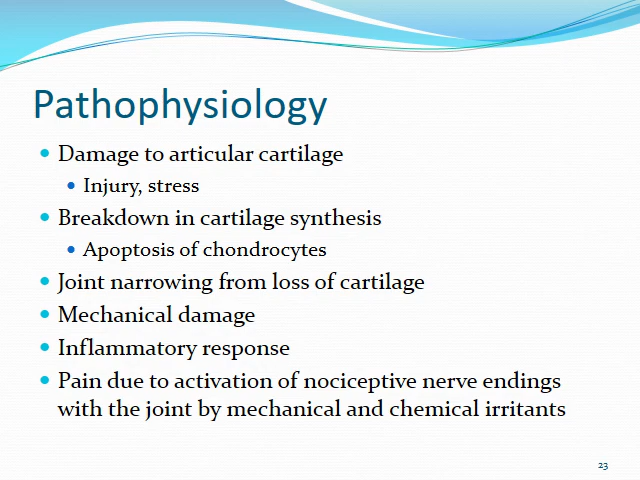 Pathophysiology
• Damage to articular cartilage
• Injury, stress
• Breakdown in cartilage synthesis
• Apoptosis of chondrocytes
• Joint narrowing from loss of cartilage
• Mechanical damage
• Inflammatory response
• Pain due to activation of nociceptive nerve endings
with the joint by mechanical and chemical irritants
23